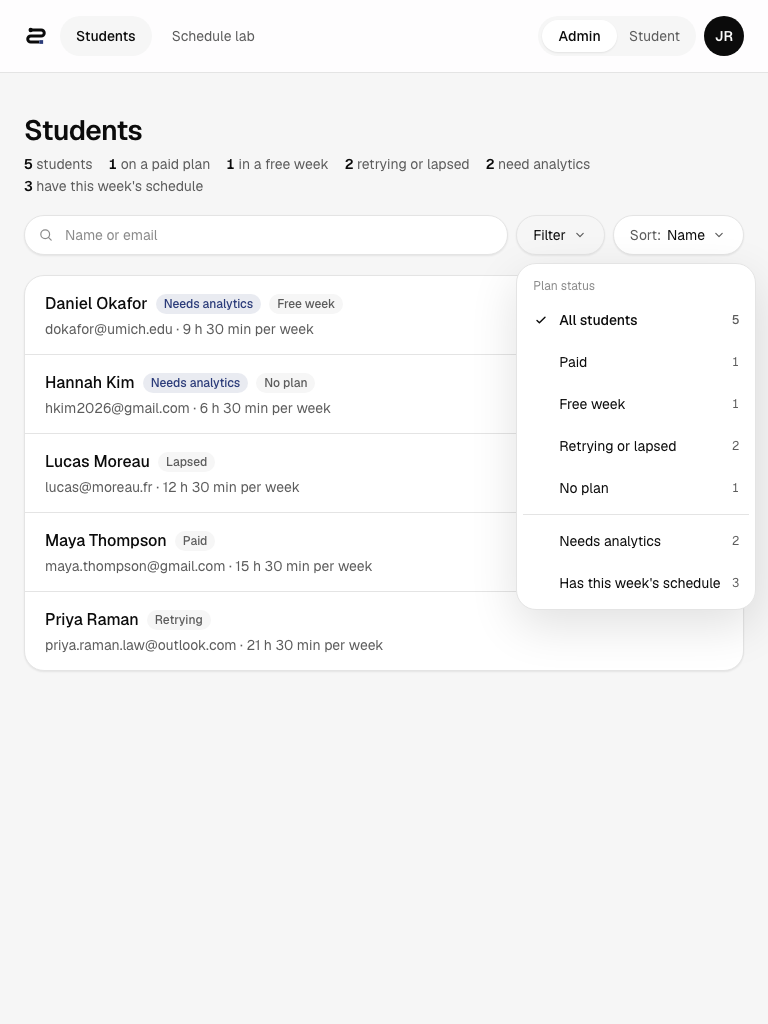 Students
Schedule lab
Admin
Student
JR
Students
5 students 1 on a paid plan 1 in a free week 2 retrying or lapsed 2 need analytics
3 have this week's schedule
Name or email
Filter
Sort: Name
Daniel Okafor Needs analytics Free week
dokafor@umich.edu · 9 h 30 min per week
Hannah Kim Needs analytics No plan
hkim2026@gmail.com · 6 h 30 min per week
Lucas Moreau Lapsed
lucas@moreau.fr · 12 h 30 min per week
Maya Thompson Paid
maya.thompson@gmail.com · 15 h 30 min per week
Priya Raman Retrying
priya.raman.law@outlook.com · 21 h 30 min per week
Plan status
All students 5
Paid 1
Free week 1
Retrying or lapsed 2
No plan 1
Needs analytics 2
Has this week's schedule 3